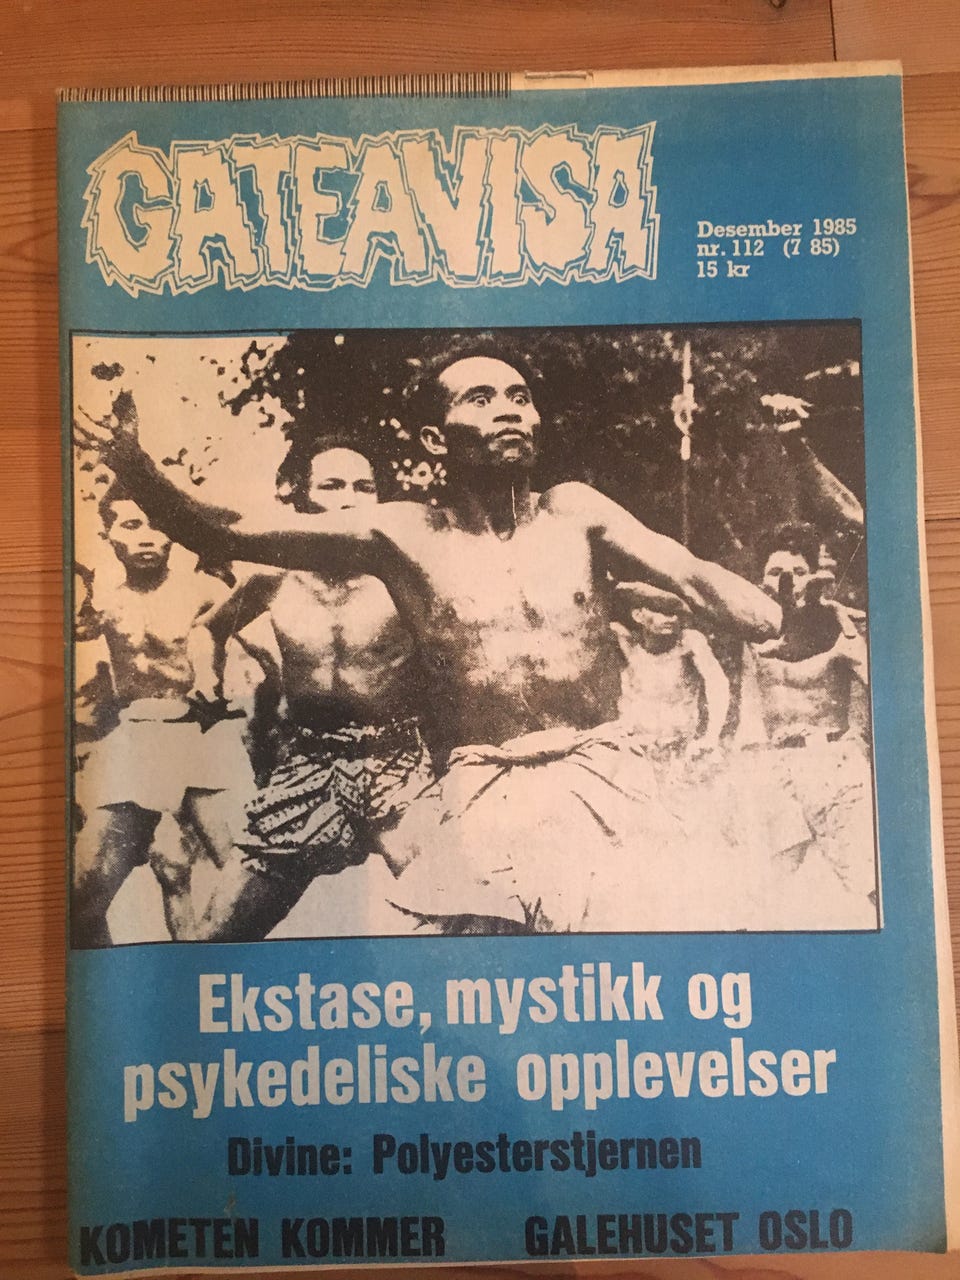 GATEAVISA
Desember 1985
nr. 112 (7 85)
15 kr
Ekstase, mystikk og
psykedeliske opplevelser
Divine: Polyesterstjernen
KOMETEN KOMMER GALEHUSET OSLO